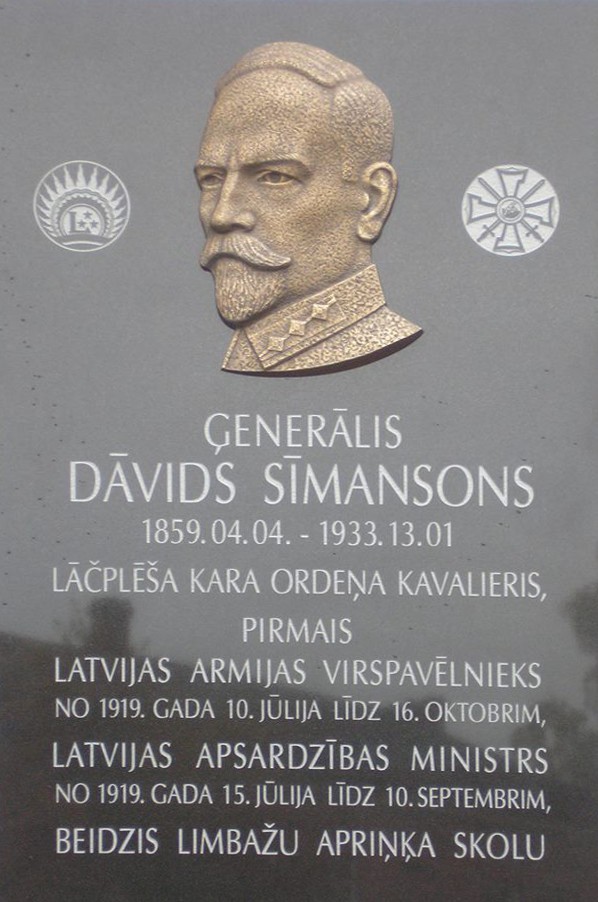 ĢENERĀLIS
DĀVIDS SĪMANSONS
1859.04.04. - 1933.13.01
LĀČPLĒŠA KARA ORDEŅA KAVALIERIS,
PIRMAIS
LATVIJAS ARMIJAS VIRSPAVĒLNIEKS
NO 1919. GADA 10. JŪLIJA LĪDZ 16. OKTOBRIM,
LATVIJAS APSARDZĪBAS MINISTRS
NO 1919. GADA 15. JŪLIJA LĪDZ 10. SEPTEMBRIM,
BEIDZIS LIMBAŽU APRIŅĶA SKOLU